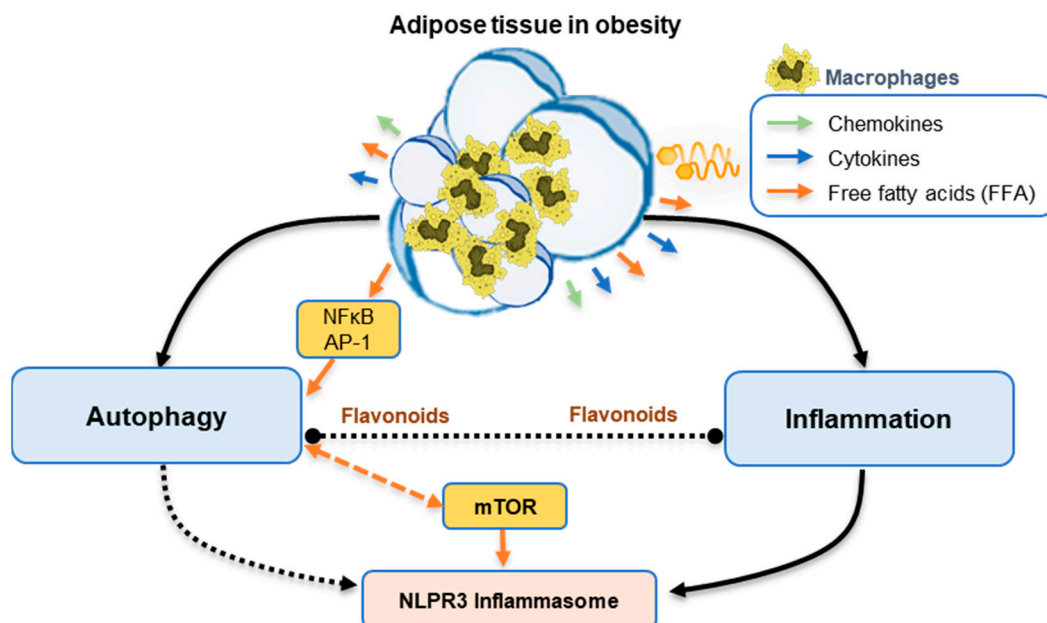 Adipose tissue in obesity
Macrophages
Chemokines
Cytokines
Free fatty acids (FFA)
NFκB
AP-1
Autophagy
Flavonoids
Flavonoids
Inflammation
mTOR
NLPR3 Inflammasome